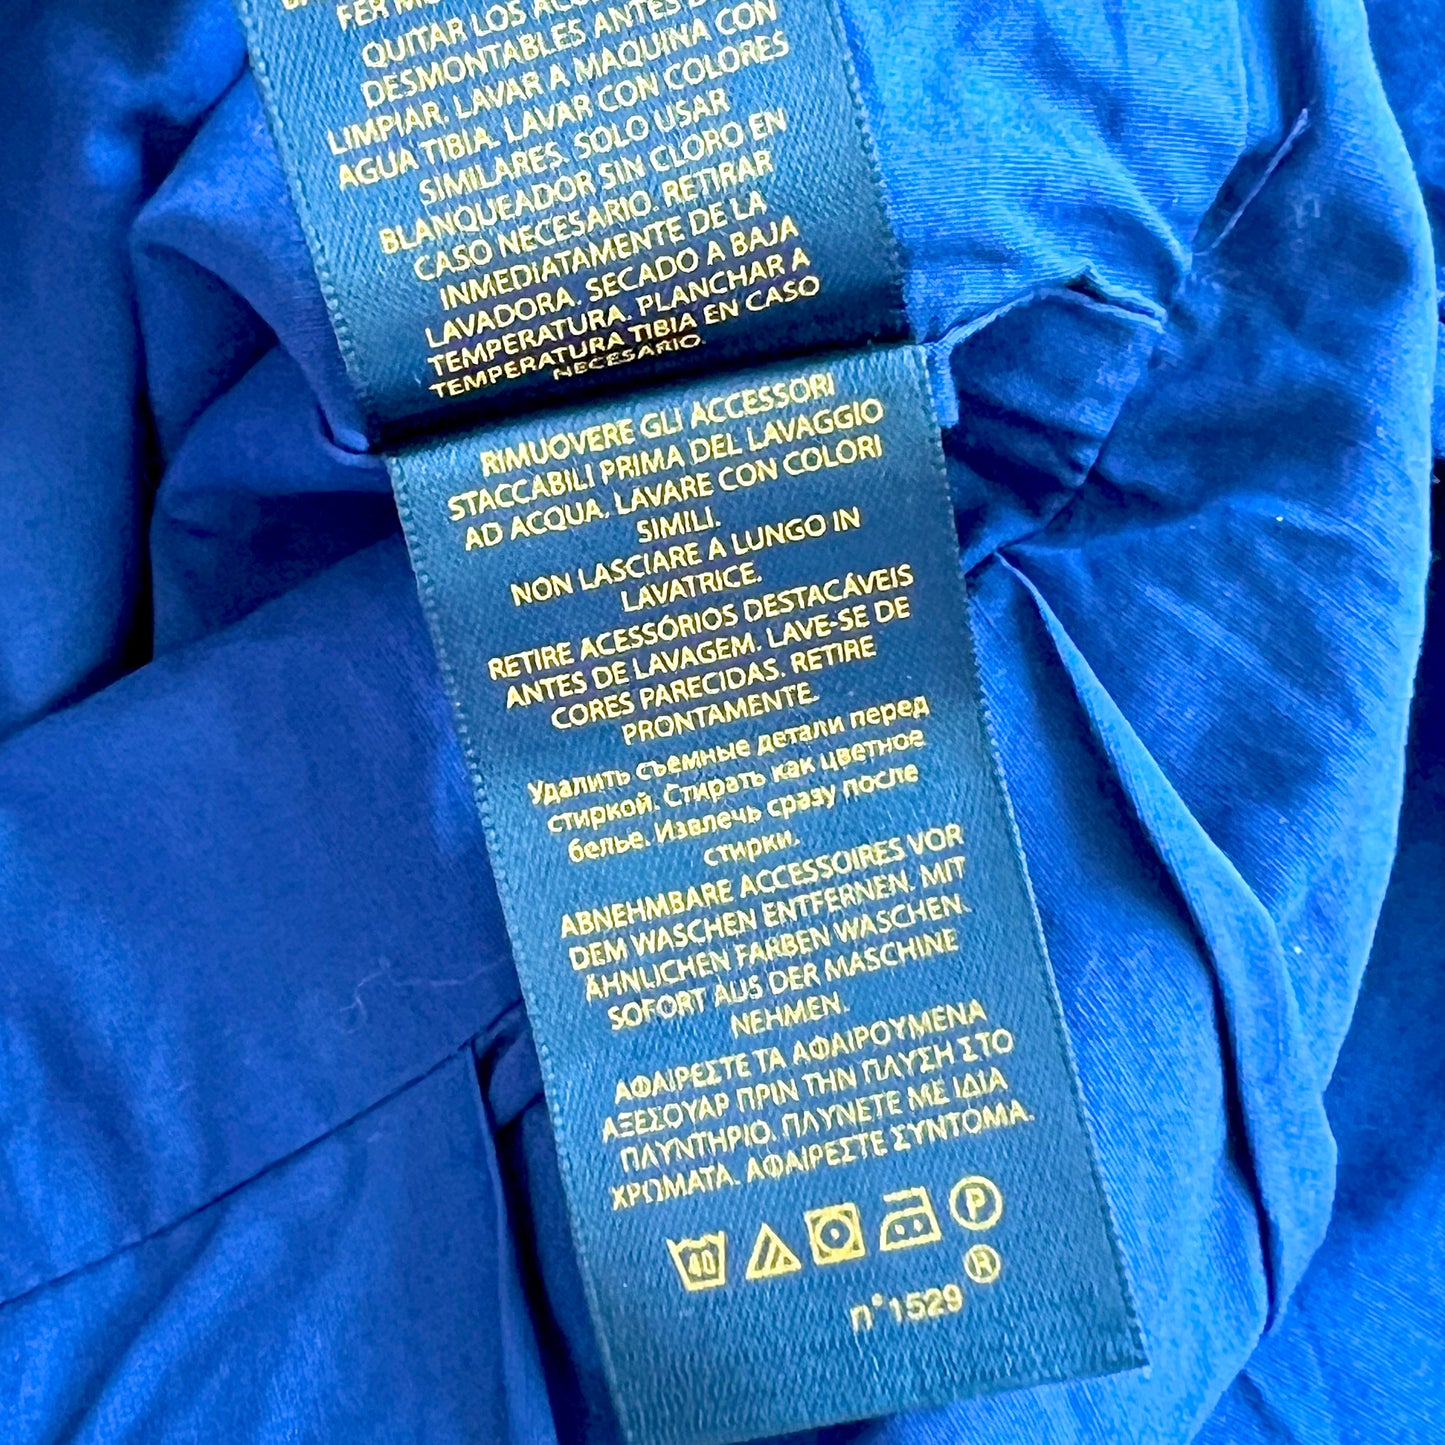 QUITAR LOS
DESMONTABLES ANTES
LIMPIAR. LAVAR A MAQUINA CON
AGUA TIBIA. LAVAR CON COLORES
SIMILARES. SOLO USAR
BLANQUEADOR SIN CLORO EN
CASO NECESARIO. RETIRAR
INMEDIATAMENTE DE LA
LAVADORA. SECADO A BAJA
TEMPERATURA. PLANCHAR A
TEMPERATURA TIBIA EN CASO
NECESARIO.
RIMUOVERE GLI ACCESSORI
STACCABILI PRIMA DEL LAVAGGIO
AD ACQUA. LAVARE CON COLORI
SIMILI.
NON LASCIARE A LUNGO IN
LAVATRICE.
RETIRE ACESSÓRIOS DESTACÁVEIS
ANTES DE LAVAGEM. LAVE-SE DE
CORES PARECIDAS. RETIRE
PRONTAMENTE.
Удалить съемные детали перед
стиркой. Стирать как цветное
белье. Извлечь сразу после
стирки.
ABNEHMBARE ACCESSOIRES VOR
DEM WASCHEN ENTFERNEN. MIT
ÄHNLICHEN FARBEN WASCHEN.
SOFORT AUS DER MASCHINE
NEHMEN.
ΑΦΑΙΡΕΣΤΕ ΤΑ ΑΦΑΙΡΟΥΜΕΝΑ
ΑΞΕΣΟΥΑΡ ΠΡΙΝ ΤΗΝ ΠΛΥΣΗ ΣΤΟ
ΠΛΥΝΤΗΡΙΟ. ΠΛΥΝΕΤΕ ΜΕ ΙΔΙΑ
ΧΡΩΜΑΤΑ. ΑΦΑΙΡΕΣΤΕ ΣΥΝΤΟΜΑ.
40 P
n°1529 ®